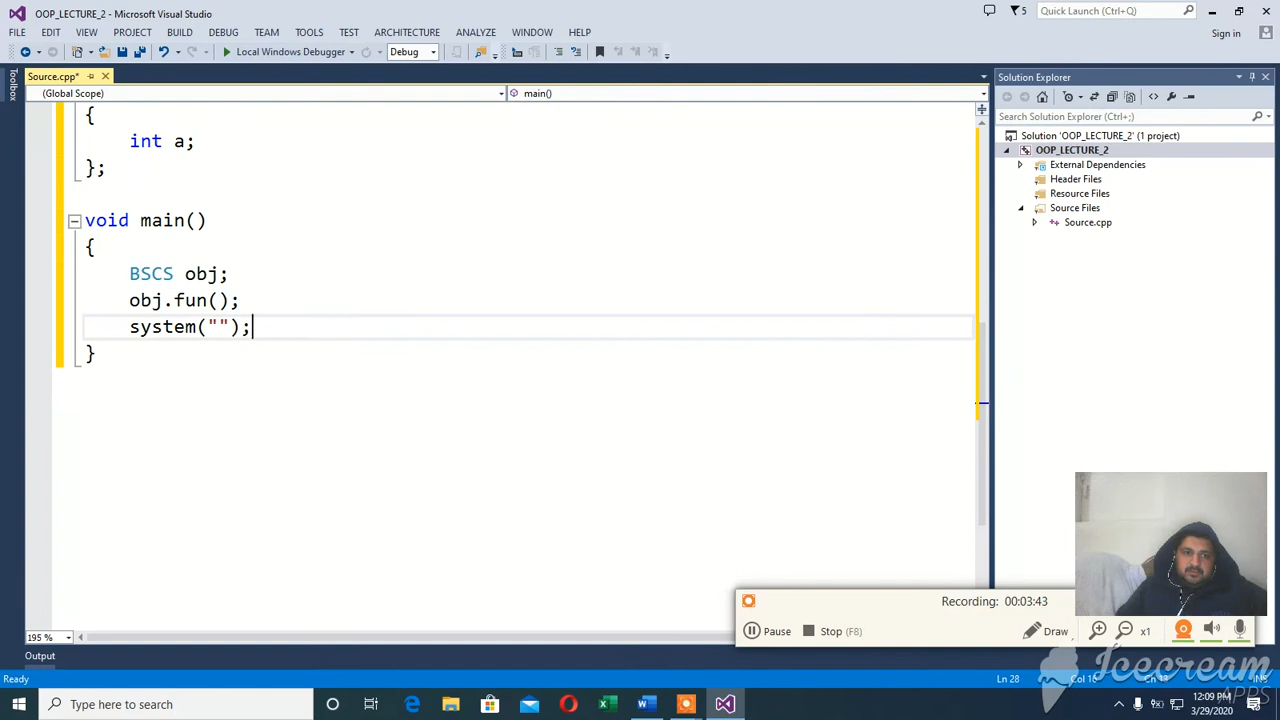 OOP_LECTURE_2 - Microsoft Visual Studio
5
Quick Launch (Ctrl+Q)
FILE EDIT VIEW PROJECT BUILD DEBUG TEAM TOOLS TEST ARCHITECTURE ANALYZE WINDOW HELP
Sign in
Local Windows Debugger
Debug
Toolbox
Source.cpp*
(Global Scope)
main()
{
int a;
};
void main()
{
BSCS obj;
obj.fun();
system("");
}
195 %
Output
Solution Explorer
Search Solution Explorer (Ctrl+;)
Solution 'OOP_LECTURE_2' (1 project)
OOP_LECTURE_2
External Dependencies
Header Files
Resource Files
Source Files
Source.cpp
Recording: 00:03:43
Pause
Stop (F8)
Draw
x1
Ready
Ln 28
INS
Icecream
APPS
Type here to search
12:09 PM
3/29/2020